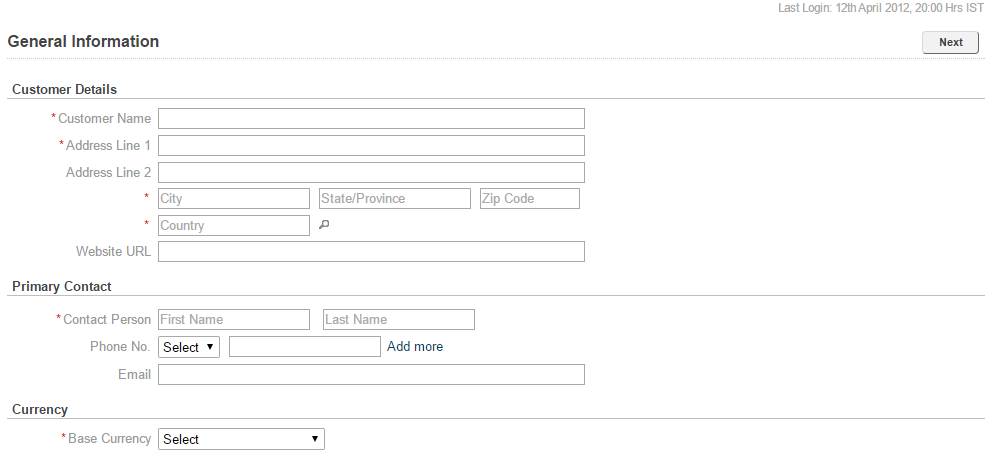 Last Login: 12th April 2012, 20:00 Hrs IST
General Information
Next
Customer Details
*Customer Name
*Address Line 1
Address Line 2
* City State/Province Zip Code
* Country
Website URL
Primary Contact
*Contact Person First Name Last Name
Phone No. Select Add more
Email
Currency
*Base Currency Select